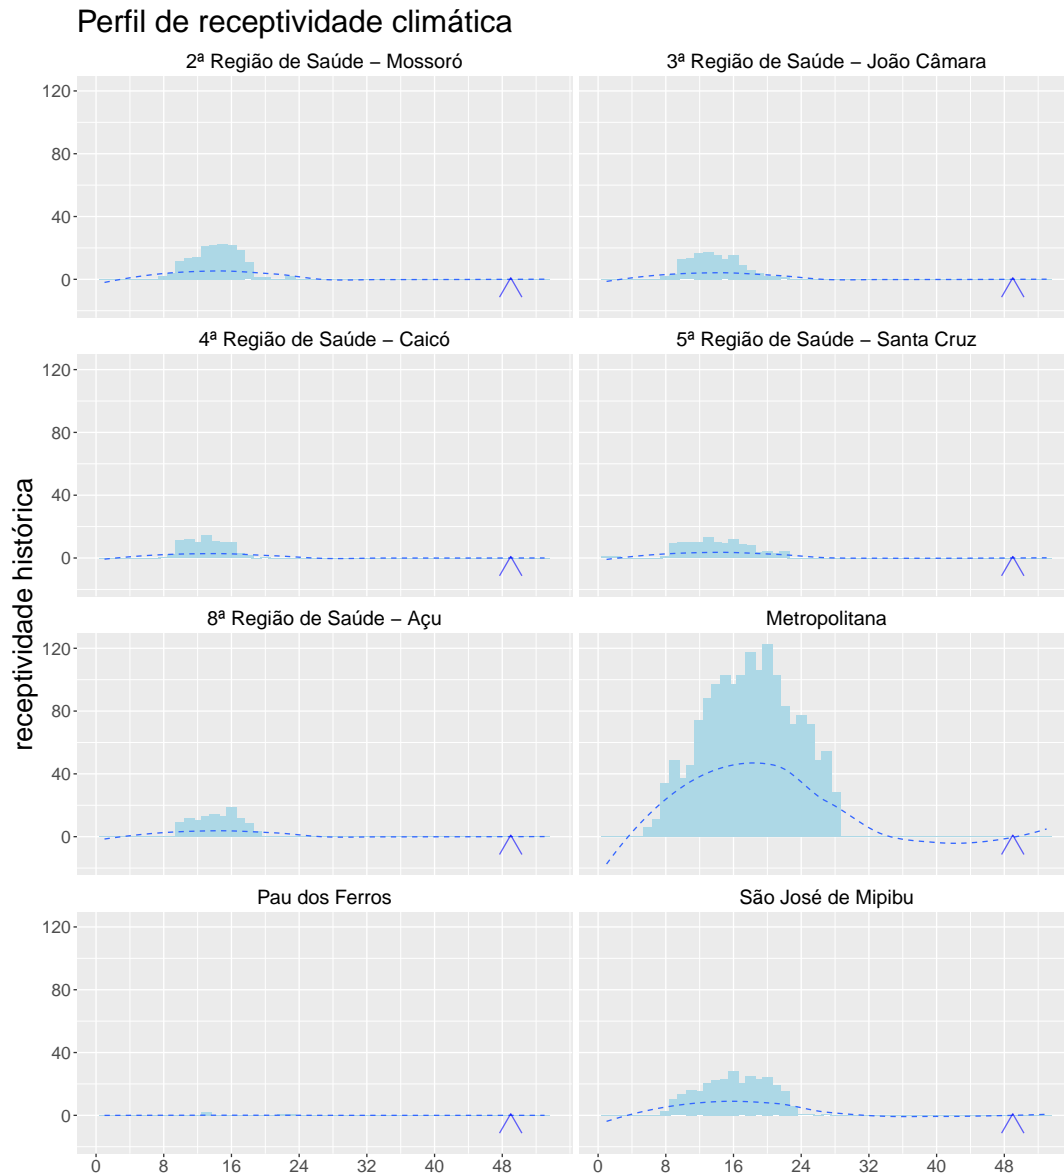 Perfil de receptividade climática
2ª Região de Saúde − Mossoró
3ª Região de Saúde − João Câmara
120
80
40
0
4ª Região de Saúde − Caicó
5ª Região de Saúde − Santa Cruz
120
80
40
0
receptividade histórica
8ª Região de Saúde − Açu
Metropolitana
120
80
40
0
Pau dos Ferros
São José de Mipibu
120
80
40
0
0 8 16 24 32 40 48
0 8 16 24 32 40 48